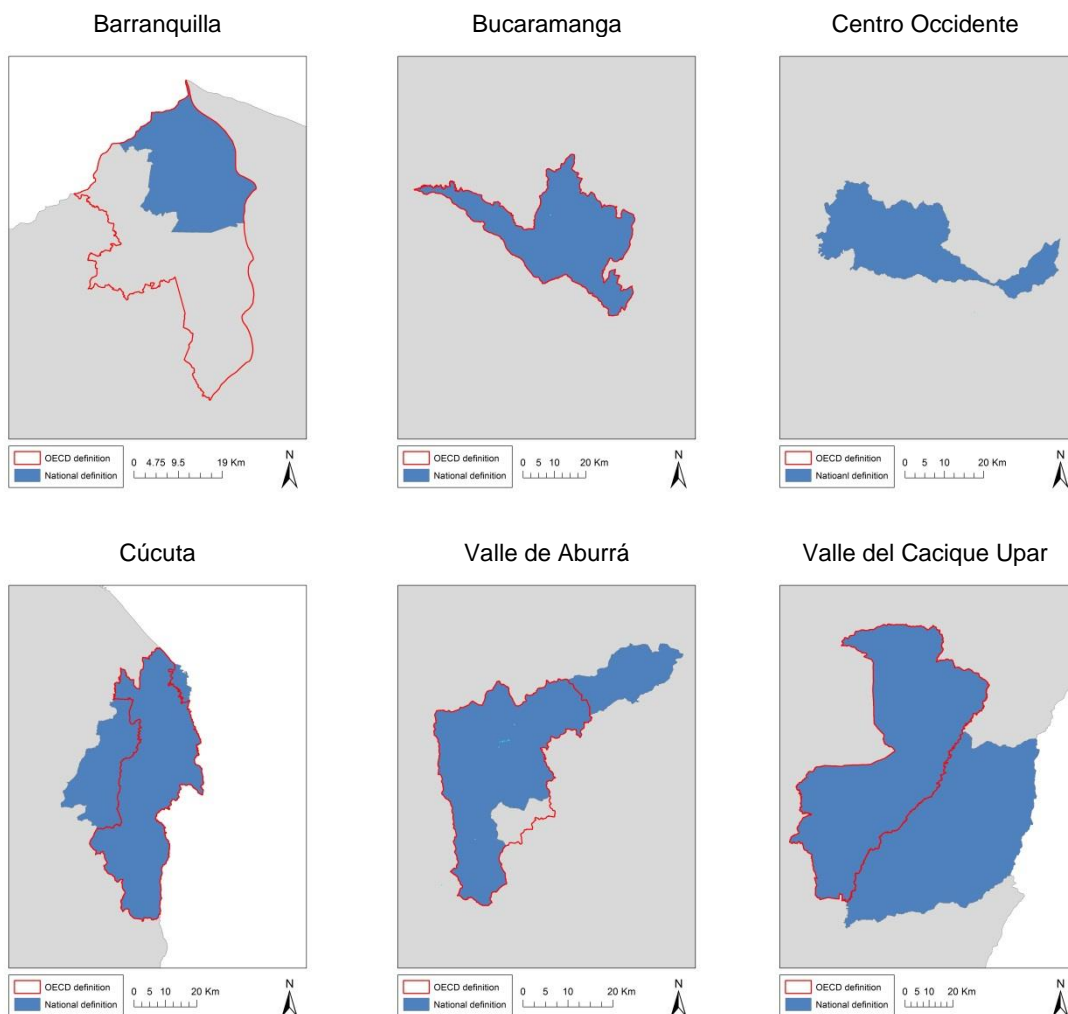 Barranquilla
Bucaramanga
Centro Occidente
OECD definition
National definition
0 4.75 9.5 19 Km
N
OECD definition
National definition
0 5 10 20 Km
N
OECD definition
Natioanl definition
0 5 10 20 Km
N
Cúcuta
Valle de Aburrá
Valle del Cacique Upar
OECD definition
National definition
0 5 10 20 Km
N
OECD definition
National definition
0 5 10 20 Km
N
OECD definition
National definition
0 5 10 20 Km
N